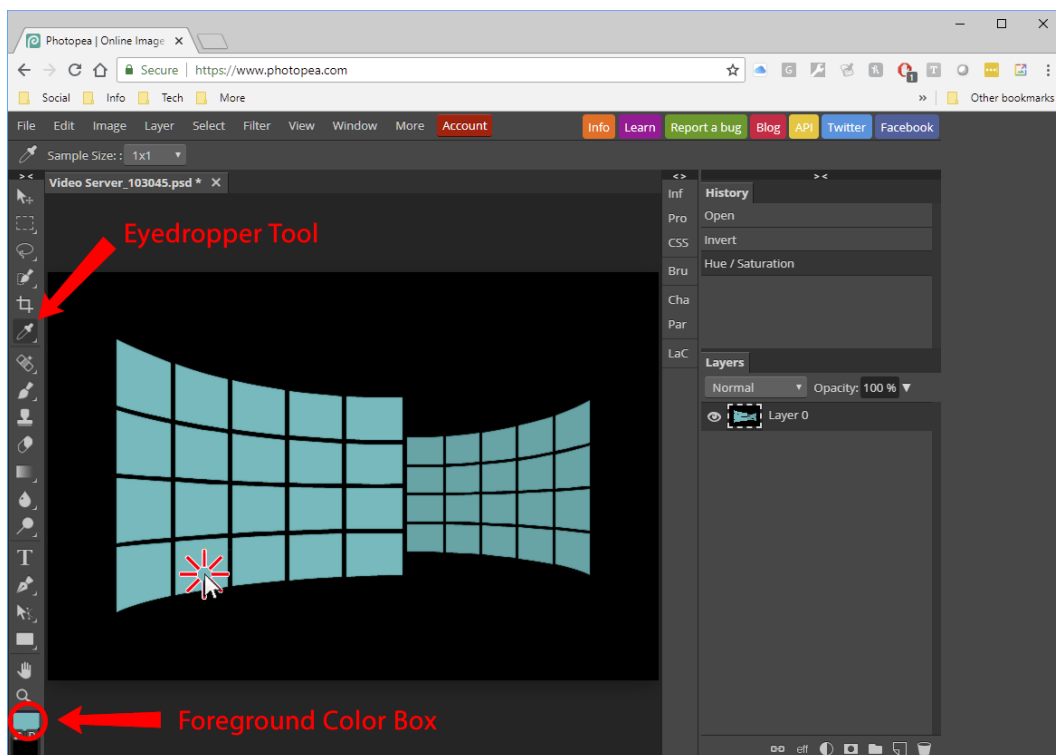 Photopea | Online Image
Secure https://www.photopea.com
Social Info Tech More » Other bookmarks
File Edit Image Layer Select Filter View Window More Account Info Learn Report a bug Blog API Twitter Facebook
Sample Size: : 1x1
Video Server_103045.psd *
Inf
Pro
CSS
Bru
Cha
Par
LaC
History
Open
Invert
Hue / Saturation
Eyedropper Tool
Layers
Normal Opacity: 100 %
Layer 0
Foreground Color Box
eff